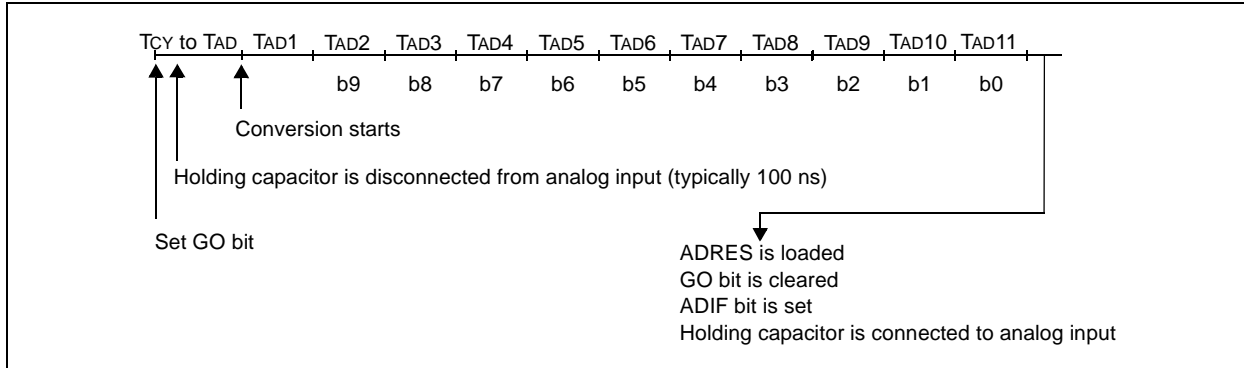 TCY to TAD TAD1 TAD2 TAD3 TAD4 TAD5 TAD6 TAD7 TAD8 TAD9 TAD10 TAD11
b9 b8 b7 b6 b5 b4 b3 b2 b1 b0
Conversion starts
Holding capacitor is disconnected from analog input (typically 100 ns)
Set GO bit
ADRES is loaded
GO bit is cleared
ADIF bit is set
Holding capacitor is connected to analog input